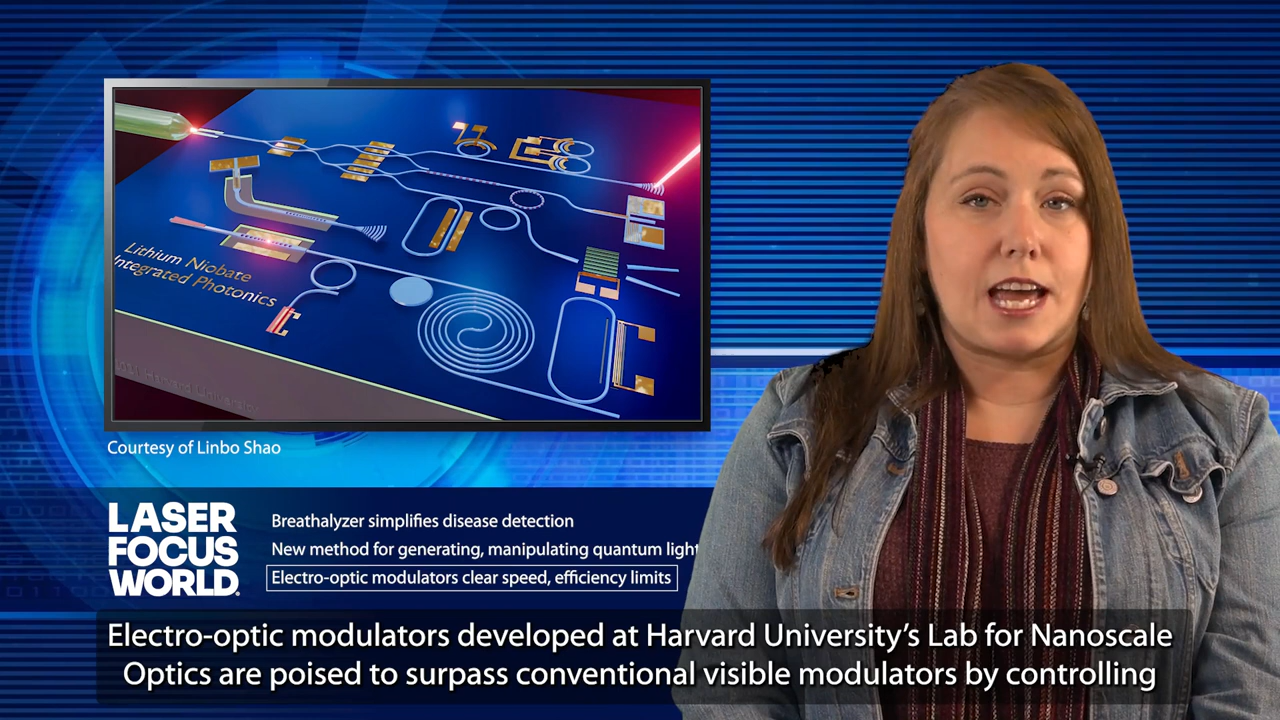 Lithium Niobate
Integrated Photonics
Harvard University
Courtesy of Linbo Shao
LASER
FOCUS
WORLD®
Breathalyzer simplifies disease detection
New method for generating, manipulating quantum light
Electro-optic modulators clear speed, efficiency limits
Electro-optic modulators developed at Harvard University's Lab for Nanoscale
Optics are poised to surpass conventional visible modulators by controlling